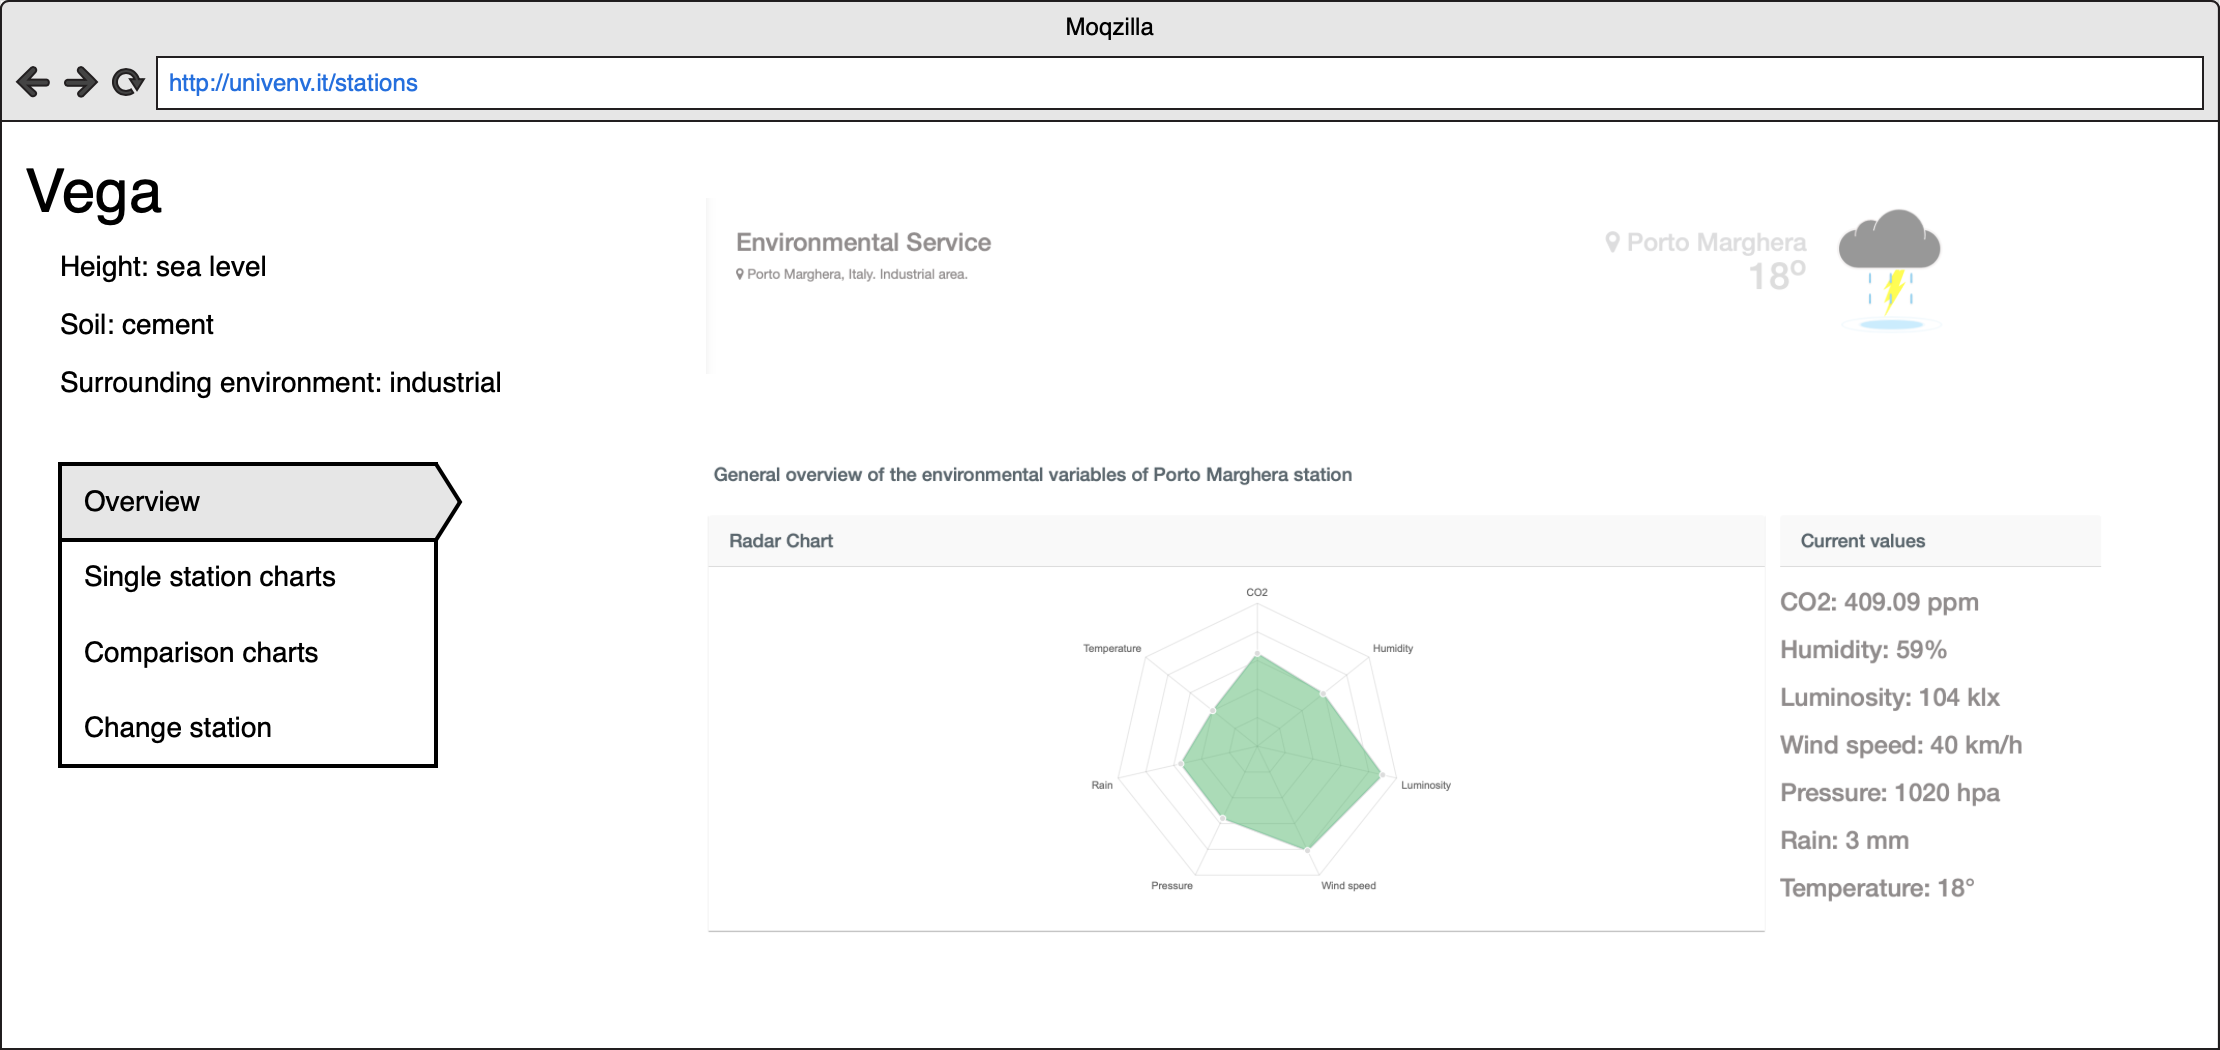 Moqzilla
http://univenv.it/stations
Vega
Height: sea level
Soil: cement
Surrounding environment: industrial
Overview
Single station charts
Comparison charts
Change station
Environmental Service
Porto Marghera, Italy. Industrial area.
Porto Marghera
18°
General overview of the environmental variables of Porto Marghera station
Radar Chart
CO2
Temperature
Humidity
Rain
Luminosity
Pressure
Wind speed
Current values
CO2: 409.09 ppm
Humidity: 59%
Luminosity: 104 klx
Wind speed: 40 km/h
Pressure: 1020 hpa
Rain: 3 mm
Temperature: 18°